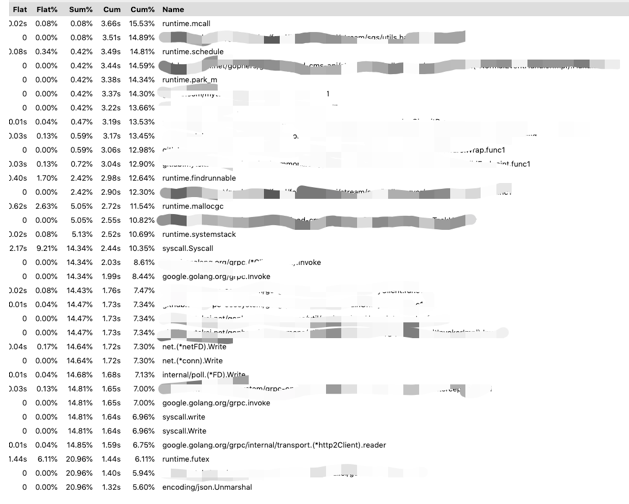 Flat Flat% Sum% Cum Cum% Name
0.02s 0.08% 0.08% 3.66s 15.53% runtime.mcall
0 0.00% 0.08% 3.51s 14.89%
0.08s 0.34% 0.42% 3.49s 14.81% runtime.schedule
0 0.00% 0.42% 3.44s 14.59%
0 0.00% 0.42% 3.38s 14.34% runtime.park_m
0 0.00% 0.42% 3.37s 14.30%
0 0.00% 0.42% 3.22s 13.66%
0.01s 0.04% 0.47% 3.19s 13.53%
0.03s 0.13% 0.59% 3.17s 13.45%
0 0.00% 0.59% 3.06s 12.98% wrap.func1
0.03s 0.13% 0.72% 3.04s 12.90% .func1
0.40s 1.70% 2.42% 2.98s 12.64% runtime.findrunnable
0 0.00% 2.42% 2.90s 12.30%
0.62s 2.63% 5.05% 2.72s 11.54% runtime.mallocgc
0 0.00% 5.05% 2.55s 10.82%
0.02s 0.08% 5.13% 2.52s 10.69% runtime.systemstack
2.17s 9.21% 14.34% 2.44s 10.35% syscall.Syscall
0 0.00% 14.34% 2.03s 8.61% .invoke
0 0.00% 14.34% 1.99s 8.44% google.golang.org/grpc.Invoke
0.02s 0.08% 14.43% 1.76s 7.47%
0.01s 0.04% 14.47% 1.73s 7.34%
0 0.00% 14.47% 1.73s 7.34%
0 0.00% 14.47% 1.73s 7.34%
0.04s 0.17% 14.64% 1.72s 7.30% net.(*netFD).Write
0 0.00% 14.64% 1.72s 7.30% net.(*conn).Write
0.01s 0.04% 14.68% 1.68s 7.13% internal/poll.(*FD).Write
0.03s 0.13% 14.81% 1.65s 7.00%
0 0.00% 14.81% 1.65s 7.00% google.golang.org/grpc.invoke
0 0.00% 14.81% 1.64s 6.96% syscall.write
0 0.00% 14.81% 1.64s 6.96% syscall.Write
0.01s 0.04% 14.85% 1.59s 6.75% google.golang.org/grpc/internal/transport.(*http2Client).reader
1.44s 6.11% 20.96% 1.44s 6.11% runtime.futex
0 0.00% 20.96% 1.40s 5.94%
0 0.00% 20.96% 1.32s 5.60% encoding/json.Unmarshal